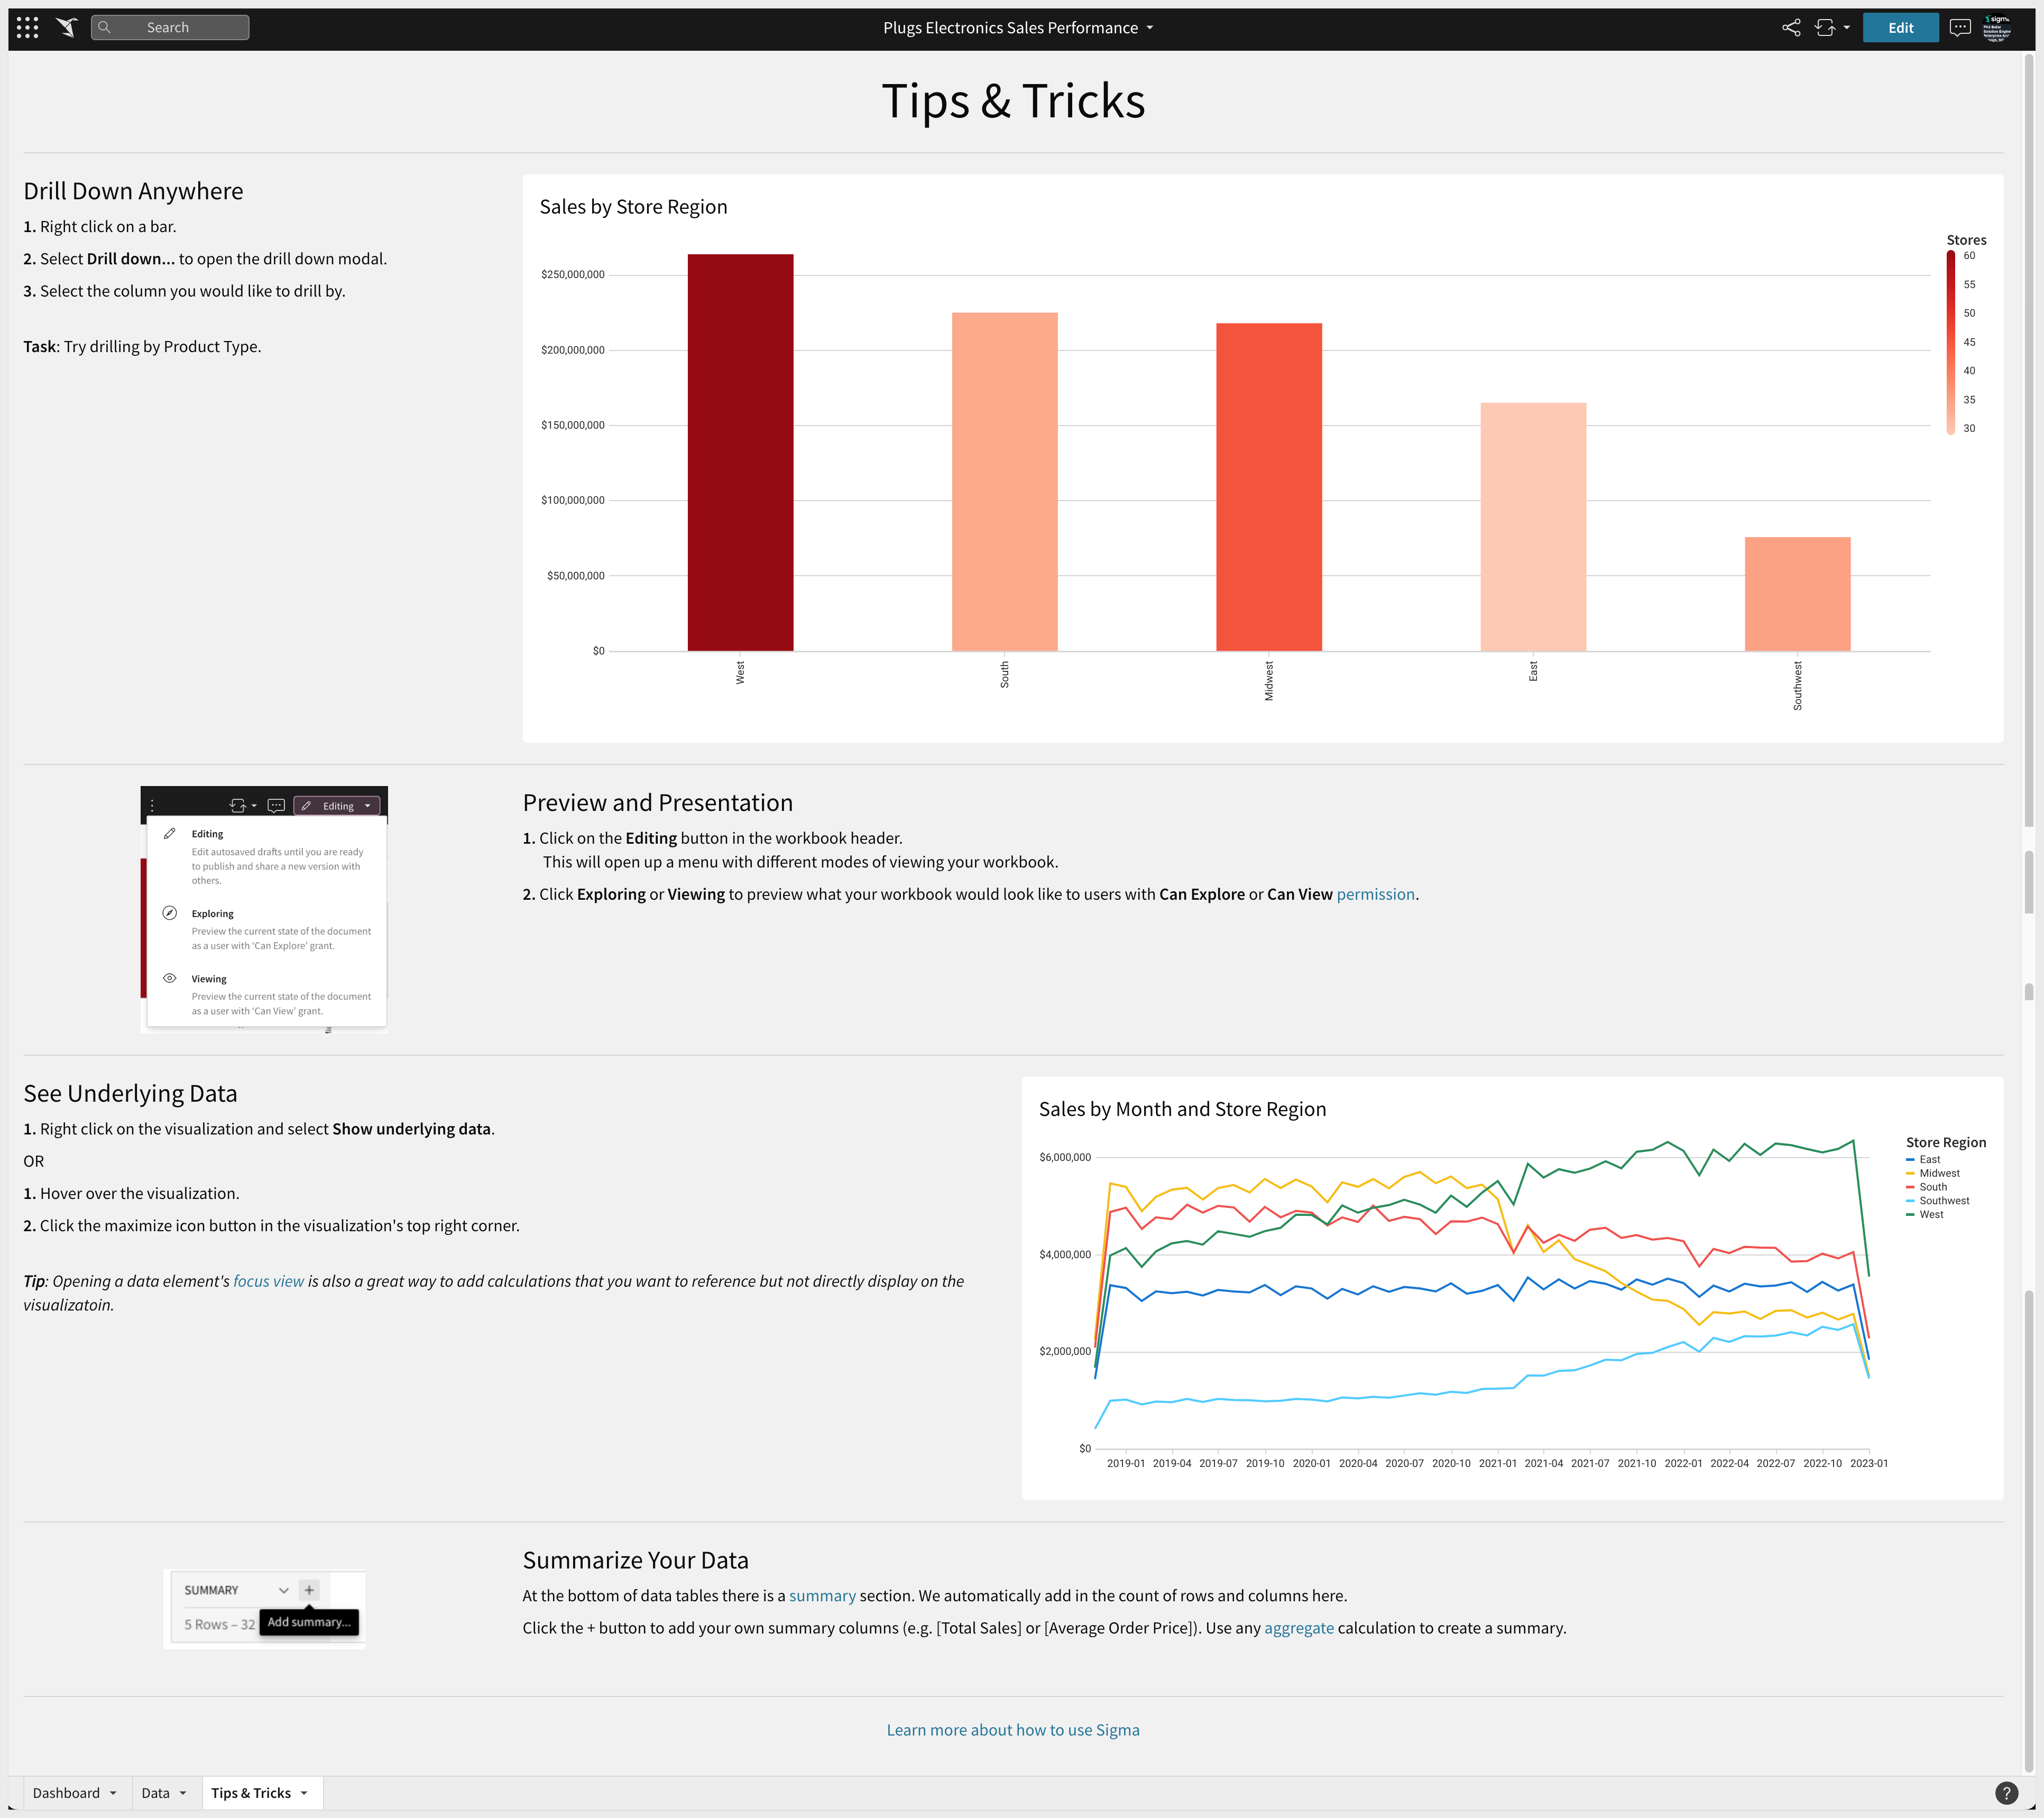 Search
Plugs Electronics Sales Performance
Edit
Tips & Tricks
Drill Down Anywhere
1. Right click on a bar.
2. Select Drill down... to open the drill down modal.
3. Select the column you would like to drill by.
Task: Try drilling by Product Type.
Sales by Store Region
$250,000,000
$200,000,000
$150,000,000
$100,000,000
$50,000,000
$0
West
South
Midwest
East
Southwest
Stores
60
55
50
45
40
35
30
Editing
Editing
Edit autosaved drafts until you are ready
to publish and share a new version with
others.
Exploring
Preview the current state of the document
as a user with 'Can Explore' grant.
Viewing
Preview the current state of the document
as a user with 'Can View' grant.
Preview and Presentation
1. Click on the Editing button in the workbook header.
This will open up a menu with different modes of viewing your workbook.
2. Click Exploring or Viewing to preview what your workbook would look like to users with Can Explore or Can View permission.
See Underlying Data
1. Right click on the visualization and select Show underlying data.
OR
1. Hover over the visualization.
2. Click the maximize icon button in the visualization's top right corner.
Tip: Opening a data element's focus view is also a great way to add calculations that you want to reference but not directly display on the
visualizatoin.
Sales by Month and Store Region
$6,000,000
$4,000,000
$2,000,000
$0
2019-01 2019-04 2019-07 2019-10 2020-01 2020-04 2020-07 2020-10 2021-01 2021-04 2021-07 2021-10 2022-01 2022-04 2022-07 2022-10 2023-01
Store Region
East
Midwest
South
Southwest
West
SUMMARY
5 Rows – 32
Add summary...
Summarize Your Data
At the bottom of data tables there is a summary section. We automatically add in the count of rows and columns here.
Click the + button to add your own summary columns (e.g. [Total Sales] or [Average Order Price]). Use any aggregate calculation to create a summary.
Learn more about how to use Sigma
Dashboard
Data
Tips & Tricks
?